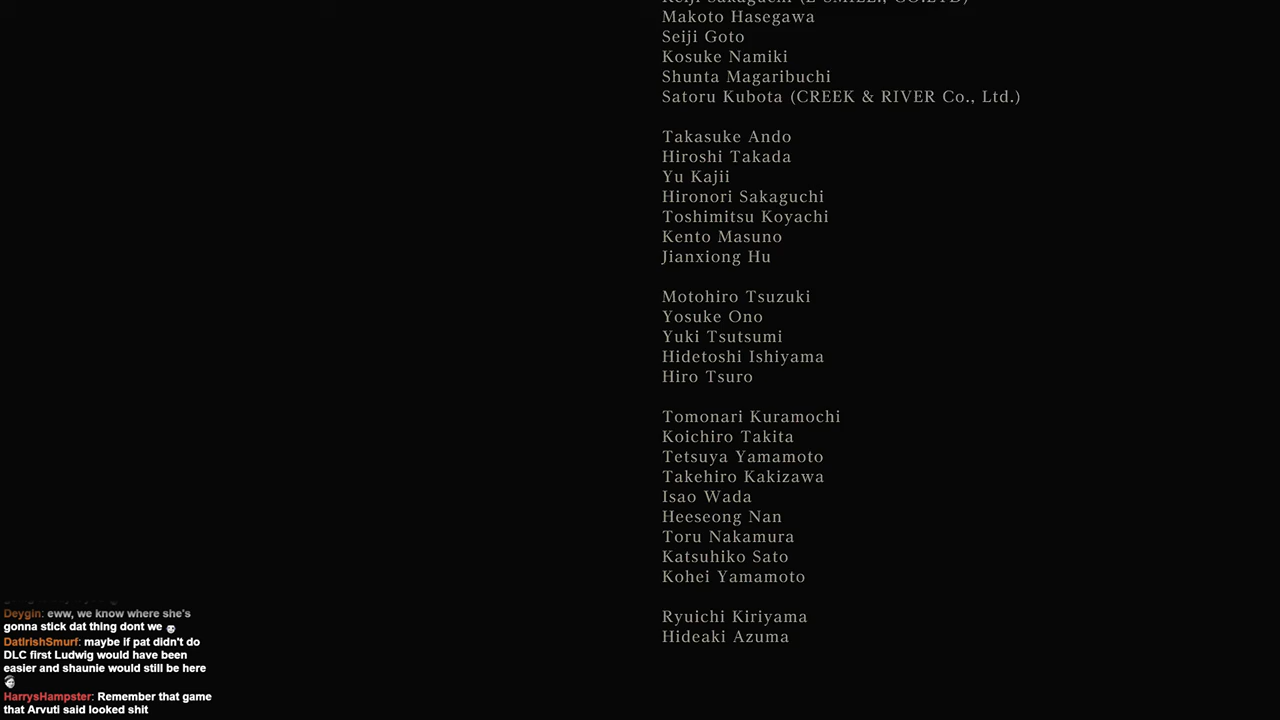 Makoto Hasegawa
Seiji Goto
Kosuke Namiki
Shunta Magaribuchi
Satoru Kubota (CREEK & RIVER Co., Ltd.)
Takasuke Ando
Hiroshi Takada
Yu Kajii
Hironori Sakaguchi
Toshimitsu Koyachi
Kento Masuno
Jianxiong Hu
Motohiro Tsuzuki
Yosuke Ono
Yuki Tsutsumi
Hidetoshi Ishiyama
Hiro Tsuro
Tomonari Kuramochi
Koichiro Takita
Tetsuya Yamamoto
Takehiro Kakizawa
Isao Wada
Heeseong Nan
Toru Nakamura
Katsuhiko Sato
Kohei Yamamoto
Ryuichi Kiriyama
Hideaki Azuma
Deygin: eww, we know where she's
gonna stick dat thing dont we
DatIrishSmurf: maybe if pat didn't do
DLC first Ludwig would have been
easier and shaunie would still be here
HarrysHampster: Remember that game
that Arvuti said looked shit